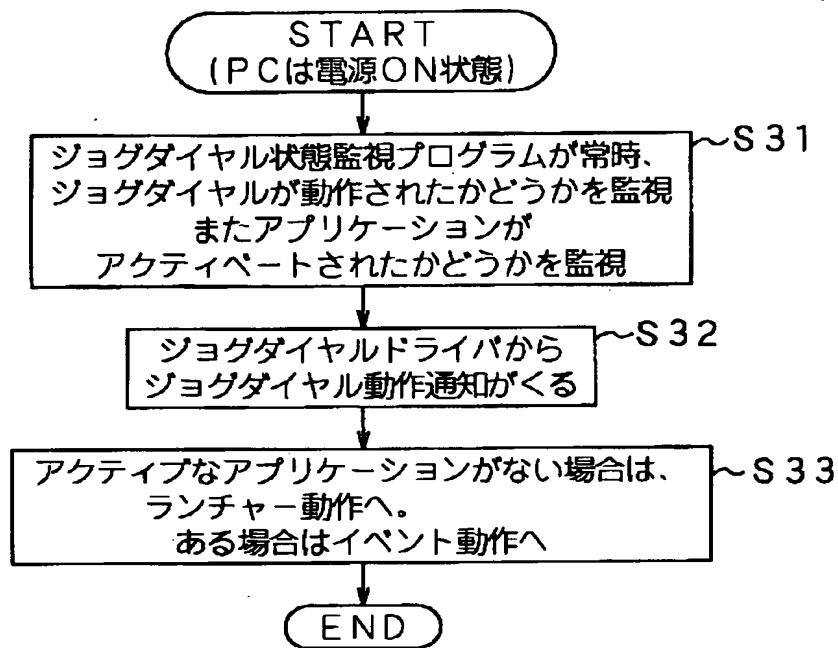 START
(PCは電源ON状態)
ジョグダイヤル状態監視プログラムが常時、
ジョグダイヤルが動作されたかどうかを監視
またアプリケーションが
アクティベートされたかどうかを監視
~S31
ジョグダイヤルドライバから
ジョグダイヤル動作通知がくる
~S32
アクティブなアプリケーションがない場合は、
ランチャー動作へ。
ある場合はイベント動作へ
~S33
END